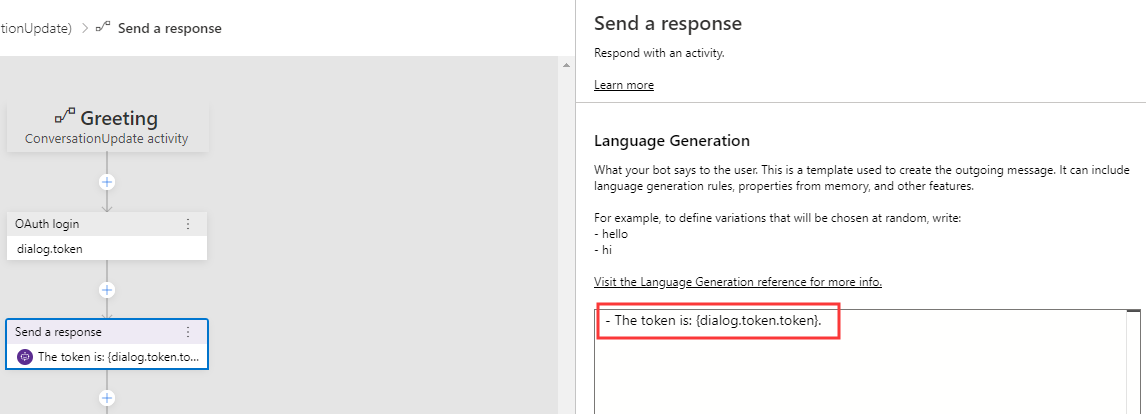 tionUpdate) > Send a response
Greeting
ConversationUpdate activity
OAuth login
dialog.token
Send a response
The token is: {dialog.token.to...
Send a response
Respond with an activity.
Learn more
Language Generation
What your bot says to the user. This is a template used to create the outgoing message. It can include
language generation rules, properties from memory, and other features.
For example, to define variations that will be chosen at random, write:
- hello
- hi
Visit the Language Generation reference for more info.
- The token is: {dialog.token.token}.